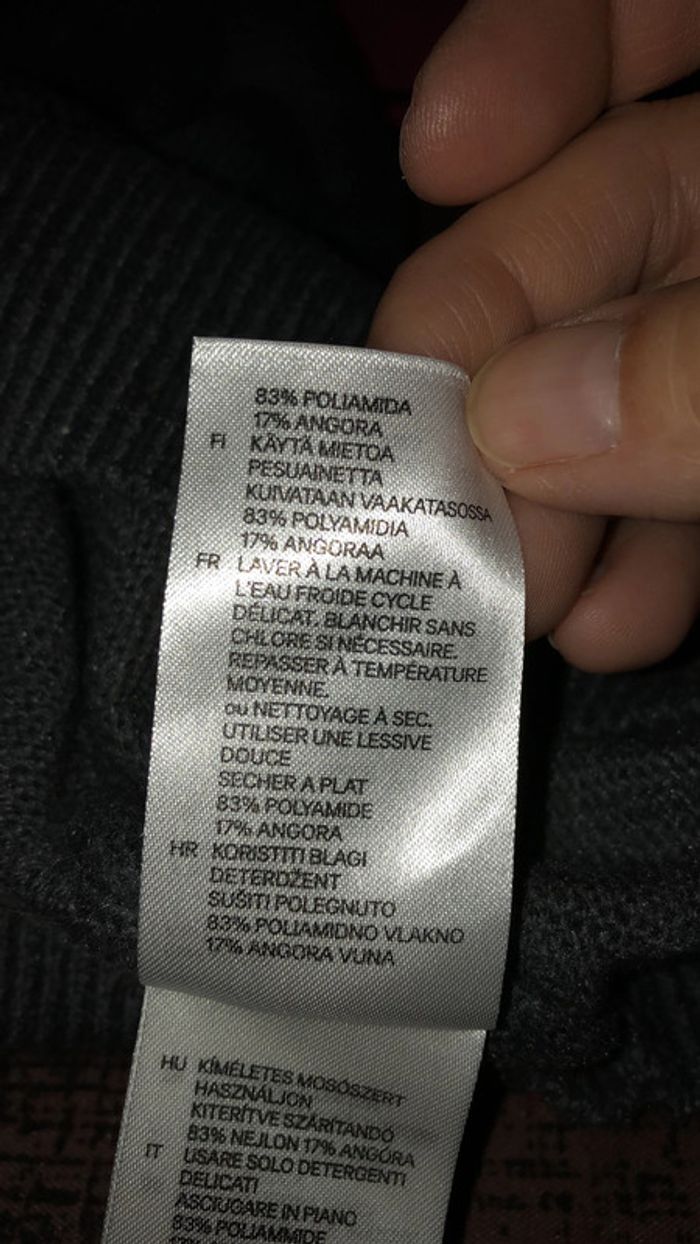 83% POLIAMIDA
17% ANGORA
FI KÄYTÄ MIETOA
PESUAINETTA
KUIVATAAN VAAKATASOSSA
83% POLYAMIDIA
17% ANGORAA
FR LAVER À LA MACHINE À
L'EAU FROIDE CYCLE
DÉLICAT. BLANCHIR SANS
CHLORE SI NÉCESSAIRE.
REPASSER À TEMPÉRATURE
MOYENNE.
ou NETTOYAGE À SEC.
UTILISER UNE LESSIVE
DOUCE
SECHER A PLAT
83% POLYAMIDE
17% ANGORA
HR KORISTITI BLAGI
DETERDŽENT
SUŠITI POLEGNUTO
83% POLIAMIDNO VLAKNO
17% ANGORA VUNA
HU KÍMÉLETES MOSÓSZERT
HASZNÁLJON
KITERÍTVE SZÁRÍTANDÓ
83% NEJLON 17% ANGÓRA
IT USARE SOLO DETERGENTI
DELICATI
ASCIUGARE IN PIANO
83% POLIAMMIDE